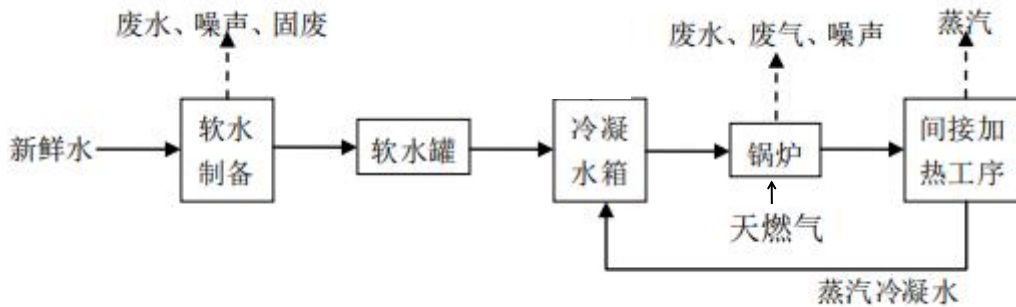 废水、噪声、固废
废水、废气、噪声
蒸汽
新鲜水
软水
制备
软水罐
冷凝
水箱
锅炉
间接加
热工序
天燃气
蒸汽冷凝水